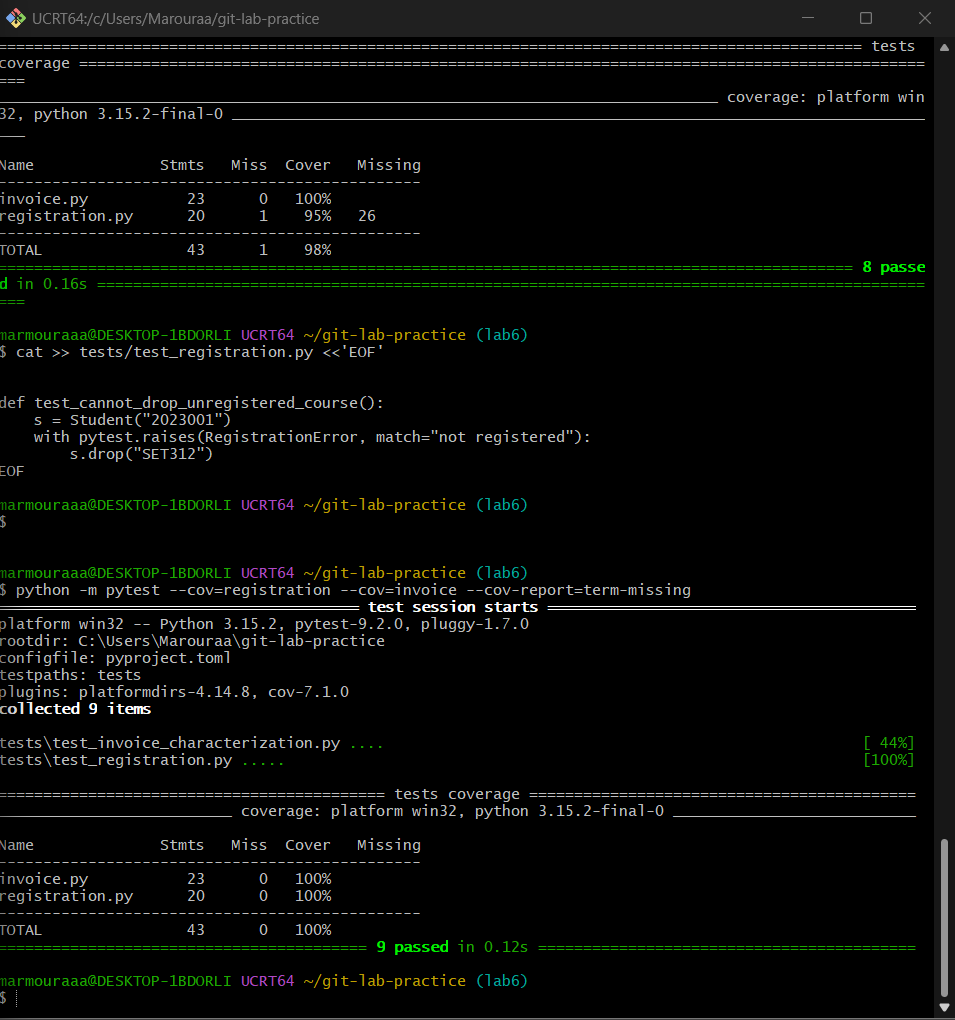 UCRT64:/c/Users/Marouraa/git-lab-practice
================================================================================================ tests
coverage ==============================================================================================
===
________________________________________________________________________________ coverage: platform win
32, python 3.15.2-final-0 _____________________________________________________________________________
___
Name              Stmts   Miss  Cover   Missing
-----------------------------------------------
invoice.py           23      0   100%
registration.py      20      1    95%   26
-----------------------------------------------
TOTAL                43      1    98%
=============================================================================================== 8 passe
d in 0.16s ============================================================================================
===
marmouraaa@DESKTOP-1BDORLI UCRT64 ~/git-lab-practice (lab6)
$ cat >> tests/test_registration.py <<'EOF'
def test_cannot_drop_unregistered_course():
    s = Student("2023001")
    with pytest.raises(RegistrationError, match="not registered"):
        s.drop("SET312")
EOF
marmouraaa@DESKTOP-1BDORLI UCRT64 ~/git-lab-practice (lab6)
$
marmouraaa@DESKTOP-1BDORLI UCRT64 ~/git-lab-practice (lab6)
$ python -m pytest --cov=registration --cov=invoice --cov-report=term-missing
======================================== test session starts =========================================
platform win32 -- Python 3.15.2, pytest-9.2.0, pluggy-1.7.0
rootdir: C:\Users\Marouraa\git-lab-practice
configfile: pyproject.toml
testpaths: tests
plugins: platformdirs-4.14.8, cov-7.1.0
collected 9 items
tests\test_invoice_characterization.py ....                                                     [ 44%]
tests\test_registration.py .....                                                                [100%]
=========================================== tests coverage ===========================================
__________________________ coverage: platform win32, python 3.15.2-final-0 ___________________________
Name              Stmts   Miss  Cover   Missing
-----------------------------------------------
invoice.py           23      0   100%
registration.py      20      0   100%
-----------------------------------------------
TOTAL                43      0   100%
========================================= 9 passed in 0.12s ==========================================
marmouraaa@DESKTOP-1BDORLI UCRT64 ~/git-lab-practice (lab6)
$